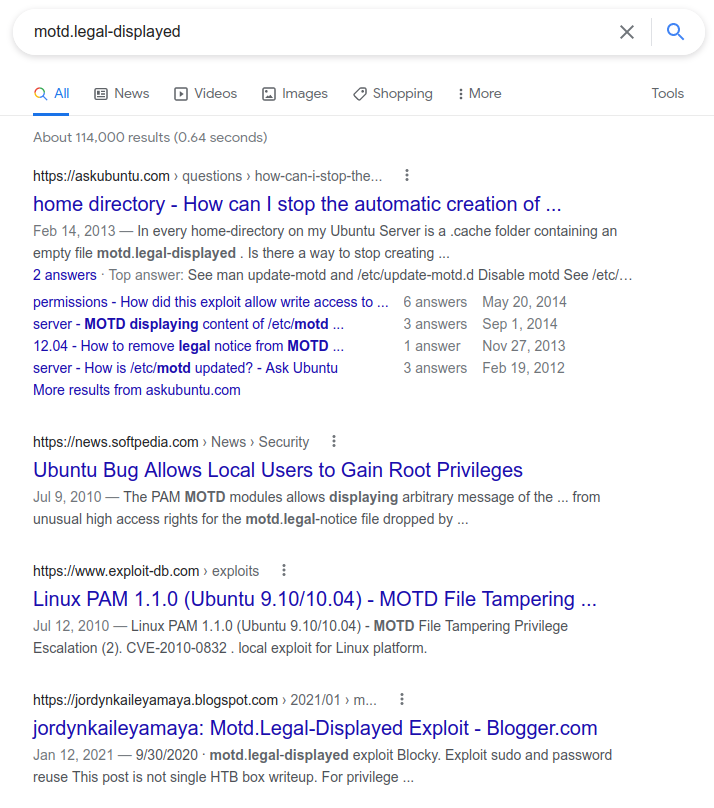 motd.legal-displayed
All News Videos Images Shopping More Tools
About 114,000 results (0.64 seconds)
https://askubuntu.com › questions › how-can-i-stop-the...
home directory - How can I stop the automatic creation of ...
Feb 14, 2013 — In every home-directory on my Ubuntu Server is a .cache folder containing an
empty file motd.legal-displayed . Is there a way to stop creating ...
2 answers · Top answer: See man update-motd and /etc/update-motd.d Disable motd See /etc/…
permissions - How did this exploit allow write access to ... 6 answers May 20, 2014
server - MOTD displaying content of /etc/motd ... 3 answers Sep 1, 2014
12.04 - How to remove legal notice from MOTD ... 1 answer Nov 27, 2013
server - How is /etc/motd updated? - Ask Ubuntu 3 answers Feb 19, 2012
More results from askubuntu.com
https://news.softpedia.com › News › Security
Ubuntu Bug Allows Local Users to Gain Root Privileges
Jul 9, 2010 — The PAM MOTD modules allows displaying arbitrary message of the ... from
unusual high access rights for the motd.legal-notice file dropped by ...
https://www.exploit-db.com › exploits
Linux PAM 1.1.0 (Ubuntu 9.10/10.04) - MOTD File Tampering ...
Jul 12, 2010 — Linux PAM 1.1.0 (Ubuntu 9.10/10.04) - MOTD File Tampering Privilege
Escalation (2). CVE-2010-0832 . local exploit for Linux platform.
https://jordynkaileyamaya.blogspot.com › 2021/01 › m...
jordynkaileyamaya: Motd.Legal-Displayed Exploit - Blogger.com
Jan 12, 2021 — 9/30/2020 · motd.legal-displayed exploit Blocky. Exploit sudo and password
reuse This post is not single HTB box writeup. For privilege ...